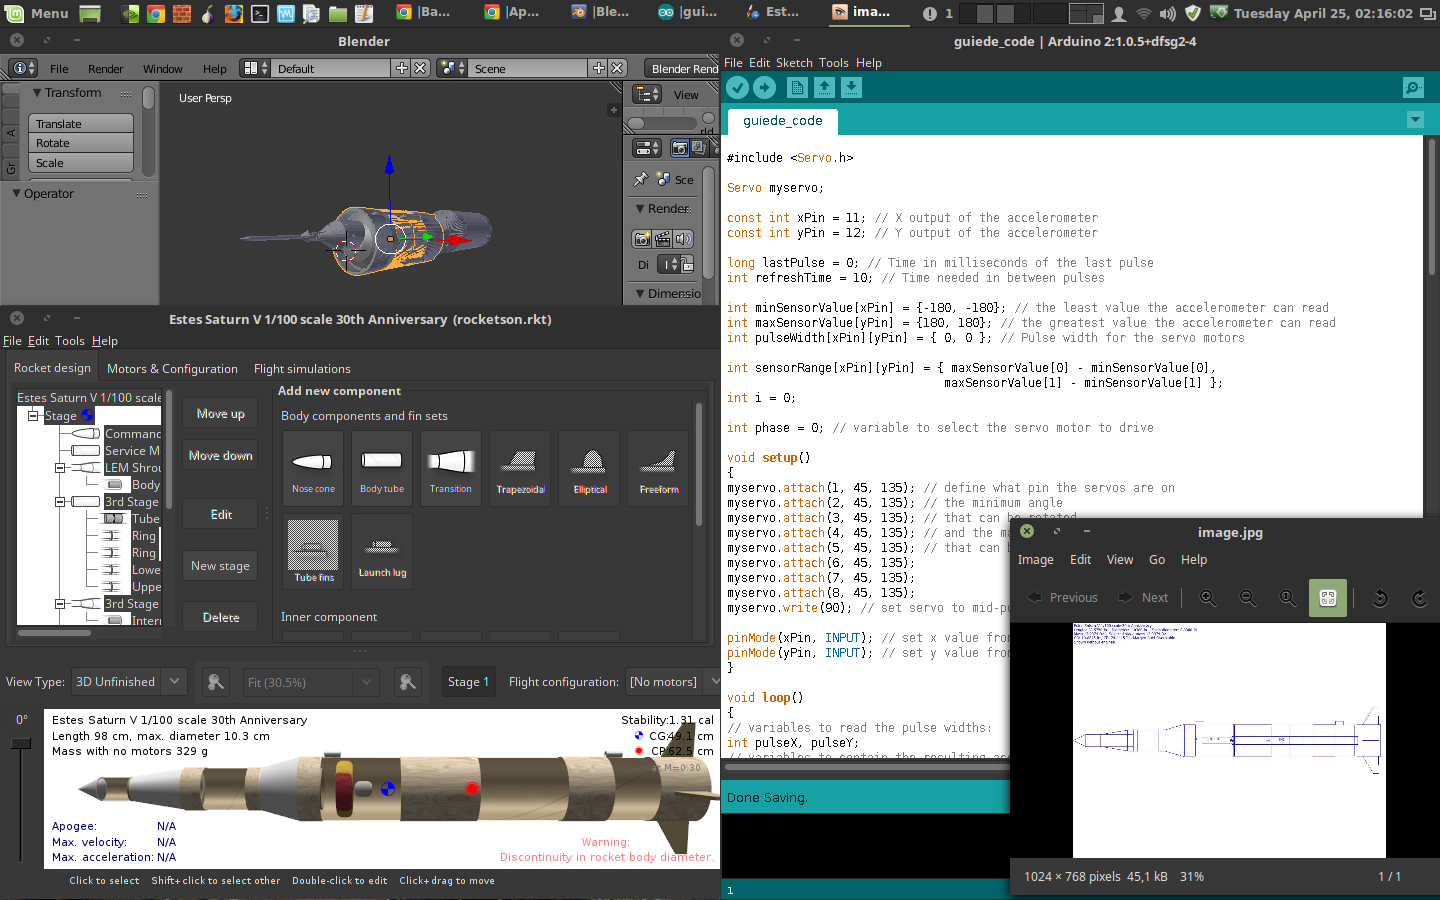 Menu
|Ba...
|Ap...
|Ble...
|gui...
Est...
ima...
1
Tuesday April 25, 02:16:02
Blender
File Render Window Help
Default
Scene
Blender Rend
Transform
Translate
Rotate
Scale
Operator
A
Gr
User Persp
View
Sce
Render
Di
Dimensio
Estes Saturn V 1/100 scale 30th Anniversary (rocketson.rkt)
File Edit Tools Help
Rocket design Motors & Configuration Flight simulations
Estes Saturn V 1/100 scale
Stage
Command
Service M
LEM Shrou
Body
3rd Stage
Tube
Ring
Ring
Lowe
Uppe
3rd Stage
Inter
Move up
Move down
Edit
New stage
Delete
Add new component
Body components and fin sets
Nose cone Body tube Transition Trapezoidal Elliptical Freeform
Tube fins Launch lug
Inner component
View Type: 3D Unfinished Fit (30.5%) Stage 1 Flight configuration: [No motors]
0°
Estes Saturn V 1/100 scale 30th Anniversary
Length 98 cm, max. diameter 10.3 cm
Mass with no motors 329 g
Stability:1.31 cal
CG:49.1 cm
CP:62.5 cm
at M=0.30
Apogee: N/A
Max. velocity: N/A
Max. acceleration: N/A
Warning:
Discontinuity in rocket body diameter.
Click to select Shift+click to select other Double-click to edit Click+drag to move
guiede_code | Arduino 2:1.0.5+dfsg2-4
File Edit Sketch Tools Help
guiede_code
#include <Servo.h>
Servo myservo;
const int xPin = 11; // X output of the accelerometer
const int yPin = 12; // Y output of the accelerometer
long lastPulse = 0; // Time in milliseconds of the last pulse
int refreshTime = 10; // Time needed in between pulses
int minSensorValue[xPin] = {-180, -180}; // the least value the accelerometer can read
int maxSensorValue[yPin] = {180, 180}; // the greatest value the accelerometer can read
int pulseWidth[xPin][yPin] = { 0, 0 }; // Pulse width for the servo motors
int sensorRange[xPin][yPin] = { maxSensorValue[0] - minSensorValue[0],
maxSensorValue[1] - minSensorValue[1] };
int i = 0;
int phase = 0; // variable to select the servo motor to drive
void setup()
{
myservo.attach(1, 45, 135); // define what pin the servos are on
myservo.attach(2, 45, 135); // the minimum angle
myservo.attach(3, 45, 135); // that can be rotated
myservo.attach(4, 45, 135); // and the ma
myservo.attach(5, 45, 135); // that can b
myservo.attach(6, 45, 135);
myservo.attach(7, 45, 135);
myservo.attach(8, 45, 135);
myservo.write(90); // set servo to mid-po
pinMode(xPin, INPUT); // set x value from
pinMode(yPin, INPUT); // set y value from
}
void loop()
{
// variables to read the pulse widths:
int pulseX, pulseY;
// variables to contain the resulting ac
Done Saving.
1
image.jpg
Image Edit View Go Help
Previous Next
Estes Saturn V 1/100 scale 30th Anniversary
1024 × 768 pixels 45,1 kB 31%
1 / 1